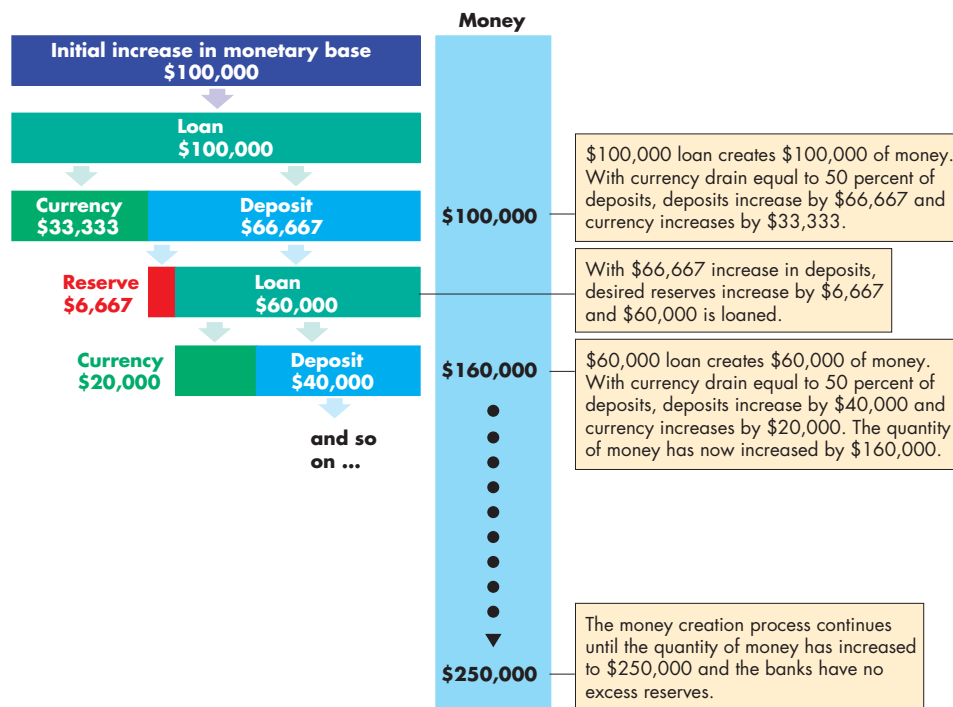 Money
Initial increase in monetary base
$100,000
Loan
$100,000
$100,000 loan creates $100,000 of money.
With currency drain equal to 50 percent of
deposits, deposits increase by $66,667 and
currency increases by $33,333.
Currency
$33,333
Deposit
$66,667
$100,000
With $66,667 increase in deposits,
desired reserves increase by $6,667
and $60,000 is loaned.
Reserve
$6,667
Loan
$60,000
Currency
$20,000
Deposit
$40,000
$160,000
$60,000 loan creates $60,000 of money.
With currency drain equal to 50 percent of
deposits, deposits increase by $40,000 and
currency increases by $20,000. The quantity
of money has now increased by $160,000.
and so
on ...
The money creation process continues
until the quantity of money has increased
to $250,000 and the banks have no
excess reserves.
$250,000